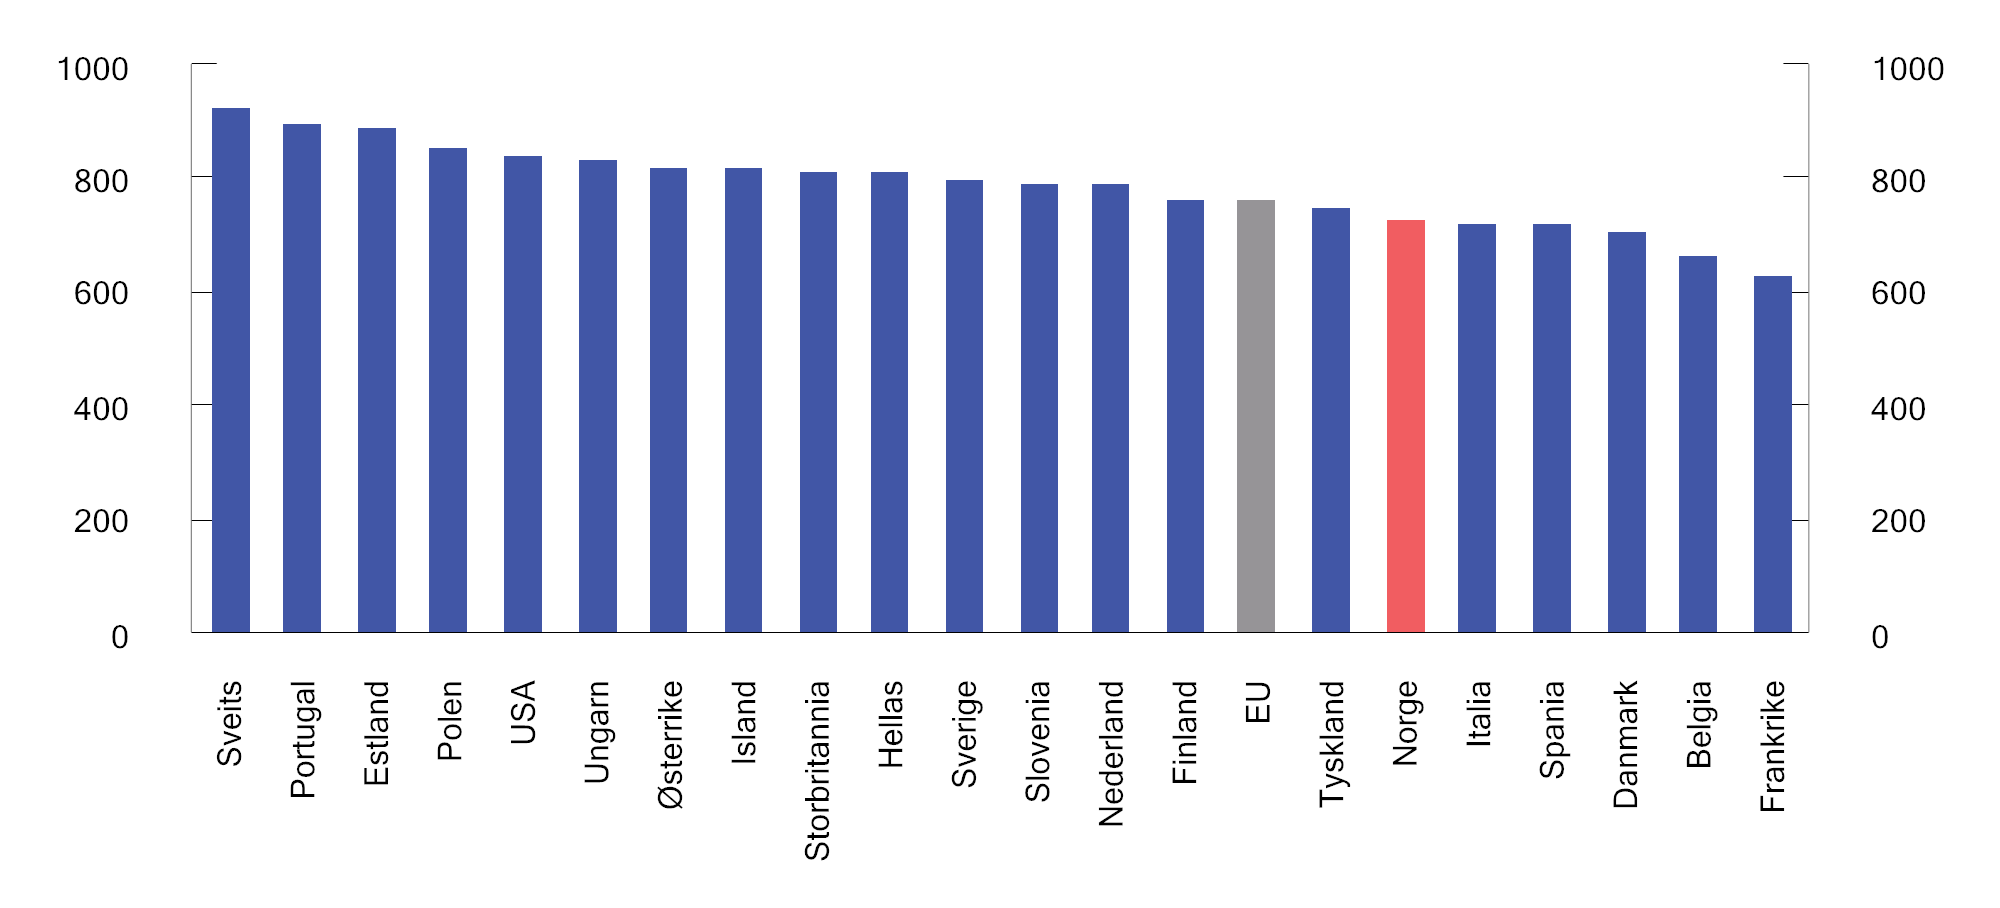 1000
800
600
400
200
0
1000
800
600
400
200
0
Sveits
Portugal
Estland
Polen
USA
Ungarn
Østerrike
Island
Storbritannia
Hellas
Sverige
Slovenia
Nederland
Finland
EU
Tyskland
Norge
Italia
Spania
Danmark
Belgia
Frankrike